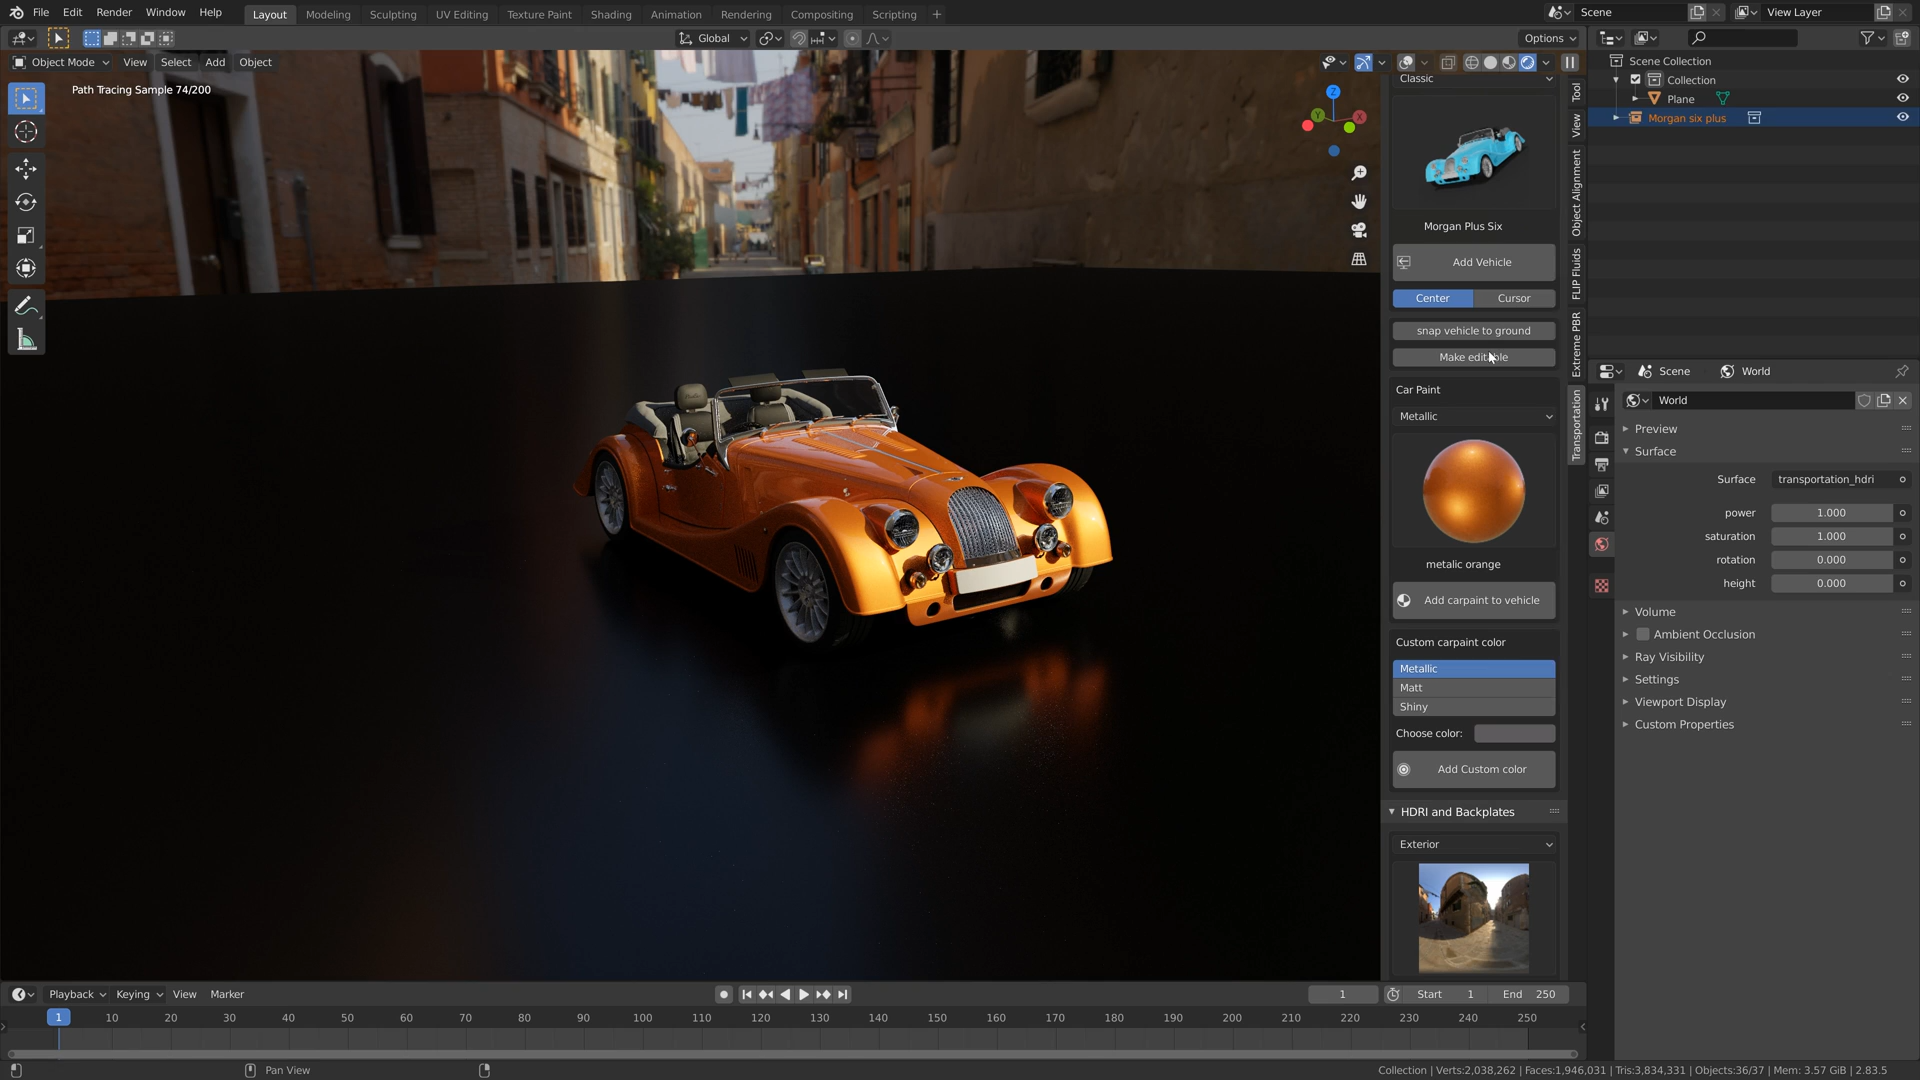 File Edit Render Window Help Layout Modeling Sculpting UV Editing Texture Paint Shading Animation Rendering Compositing Scripting + Scene View Layer
Global Options
Object Mode View Select Add Object
Path Tracing Sample 74/200
Z
Y X
Classic
Morgan Plus Six
Add Vehicle
Center Cursor
snap vehicle to ground
Make editable
Car Paint
Metallic
metalic orange
Add carpaint to vehicle
Custom carpaint color
Metallic
Matt
Shiny
Choose color:
Add Custom color
HDRI and Backplates
Exterior
Tool
View
Object Alignment
FLIP Fluids
Extreme PBR
Transportation
Scene Collection
Collection
Plane
Morgan six plus
Scene World
World
Preview
Surface
Surface transportation_hdri
power 1.000
saturation 1.000
rotation 0.000
height 0.000
Volume
Ambient Occlusion
Ray Visibility
Settings
Viewport Display
Custom Properties
Playback Keying View Marker 1 Start 1 End 250
1 10 20 30 40 50 60 70 80 90 100 110 120 130 140 150 160 170 180 190 200 210 220 230 240 250
Pan View
Collection | Verts:2,038,262 | Faces:1,946,031 | Tris:3,834,331 | Objects:36/37 | Mem: 3.57 GiB | 2.83.5